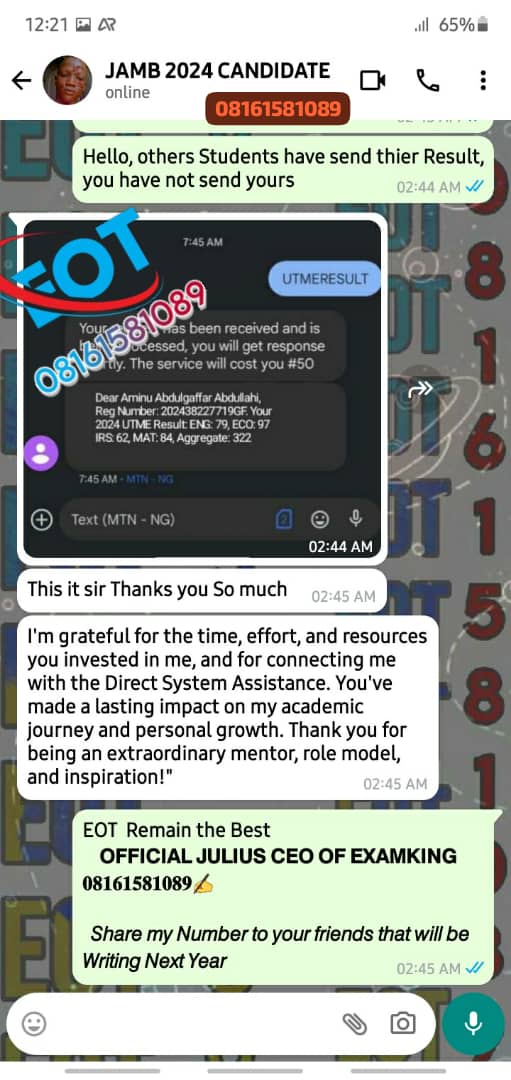 12:21 AR 65%
JAMB 2024 CANDIDATE
online
08161581089
Hello, others Students have send thier Result,
you have not send yours
02:44 AM
EOT
08161581089
7:45 AM
UTMERESULT
has been received and is
you will get response
The service will cost you #50
Dear Aminu Abdulgaffar Abdullahi,
Reg Number: 202438227719GF. Your
2024 UTME Result: ENG: 79, ECO: 97
IRS: 62, MAT: 84, Aggregate: 322
7:45 AM - MTN - NG
Text (MTN - NG)
2
02:44 AM
This it sir Thanks you So much
02:45 AM
I'm grateful for the time, effort, and resources
you invested in me, and for connecting me
with the Direct System Assistance. You've
made a lasting impact on my academic
journey and personal growth. Thank you for
being an extraordinary mentor, role model,
and inspiration!"
02:45 AM
EOT Remain the Best
OFFICIAL JULIUS CEO OF EXAMKING
08161581089✍️
Share my Number to your friends that will be
Writing Next Year
02:45 AM